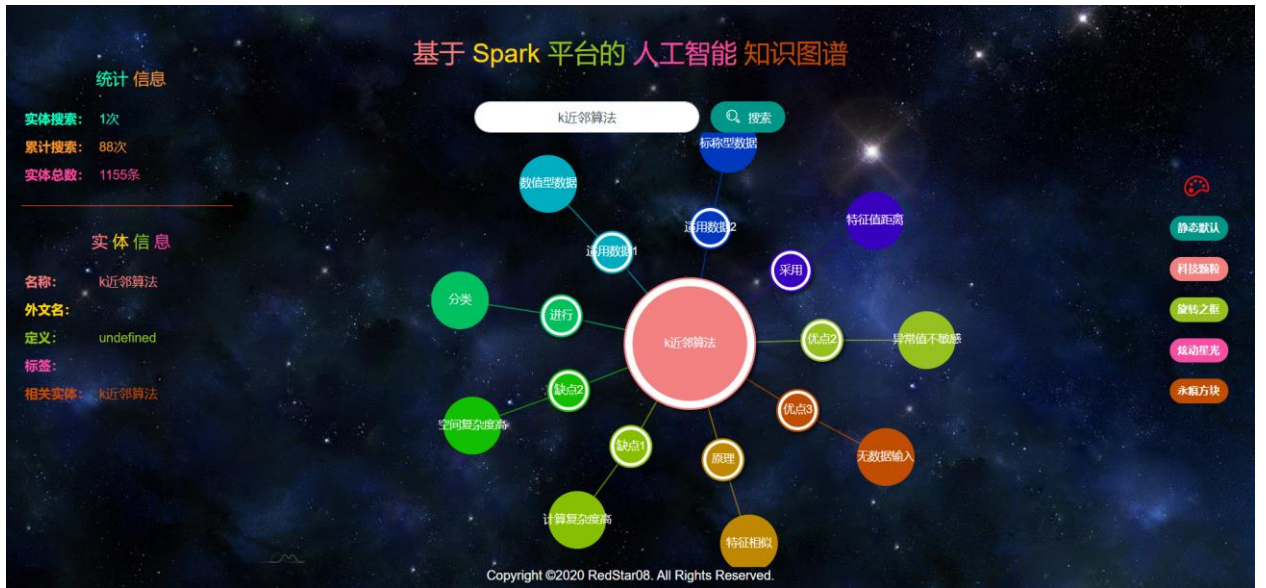 基于 Spark 平台的 人工智能 知识图谱
统计 信息
实体搜索： 1次
累计搜索： 88次
实体总数： 1155条
实 体 信 息
名称： k近邻算法
外文名：
定义： undefined
标签：
相关实体： k近邻算法
k近邻算法
搜索
标称型数据
数值型数据
适用数据2
特征值距离
适用数据1
采用
分类
进行
k近邻算法
优点2
异常值不敏感
缺点2
优点3
空间复杂度高
缺点1
原理
无数据输入
计算复杂度高
特征相似
静态默认
科技颗粒
旋转之框
炫动星光
永痕方块
Copyright ©2020 RedStar08. All Rights Reserved.